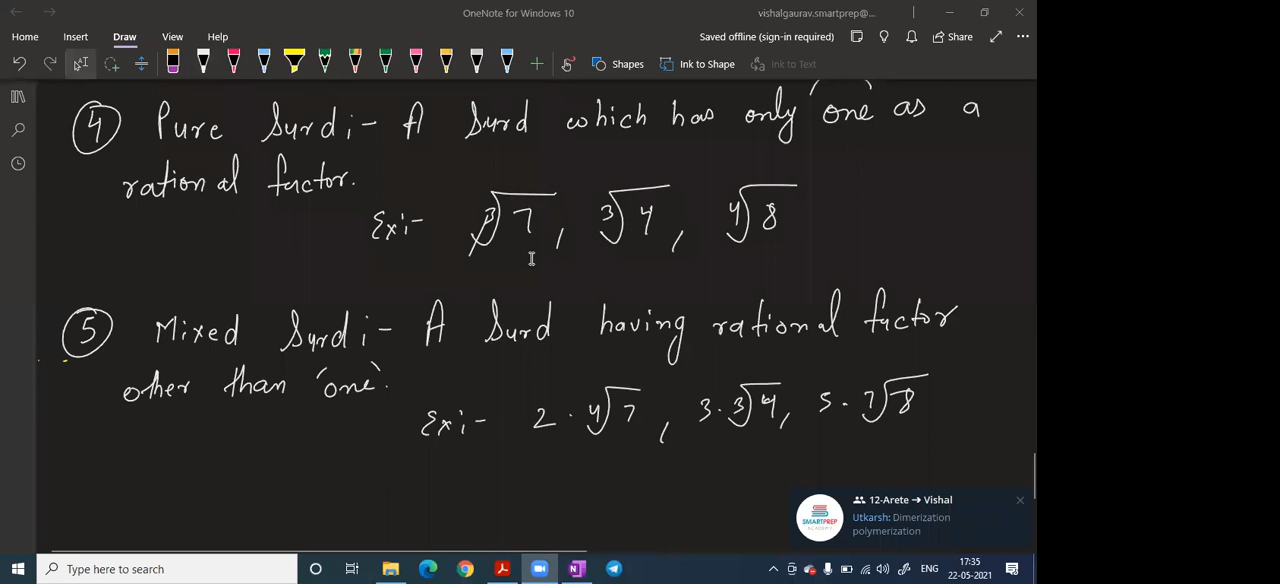 OneNote for Windows 10
vishalgaurav.smartprep@...
Home Insert Draw View Help
Saved offline (sign-in required)
Share
Shapes
Ink to Shape
Ink to Text
④ Pure Surd:- A Surd which has only 'one' as a
rational factor.
Ex:- √7, ∛4, ∜8
⑤ Mixed Surd:- A Surd having rational factor
other than 'one'.
Ex:- 2·∜7, 3·∛4, 5·⁷√8
12-Arete → Vishal
Utkarsh: Dimerization
polymerization
SMARTPREP
ACADEMY
Type here to search
ENG
17:35
22-05-2021